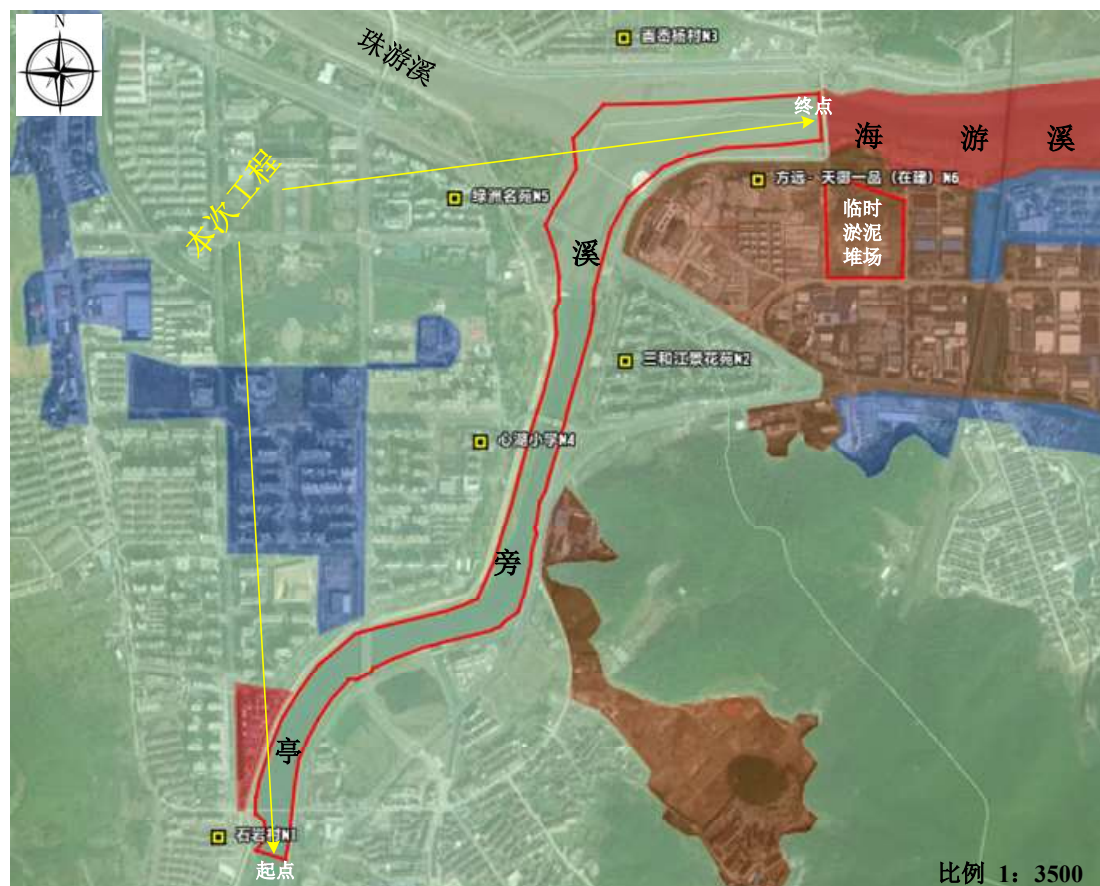 N
珠游溪
善岙杨村N3
终点
海游溪
本次工程
绿洲名苑N5
方远·天御一品（在建）N6
临时
淤泥
堆场
溪
三和江景花苑N2
心湖小学N4
旁
亭
石岩村N1
起点
比例 1：3500